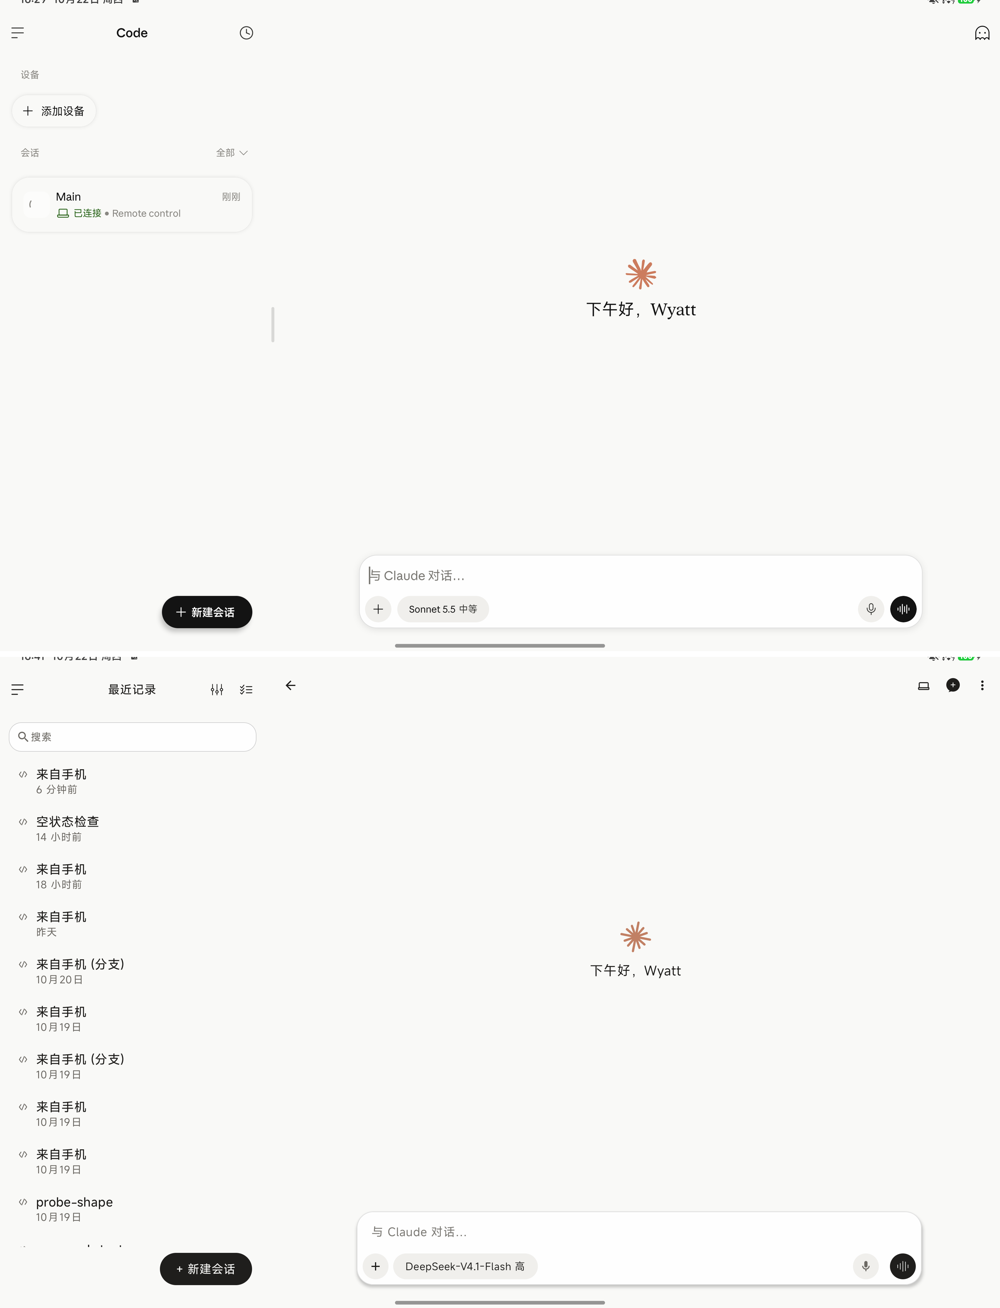 Code
设备
添加设备
会话 全部
Main 刚刚
已连接 • Remote control
新建会话
下午好，Wyatt
与 Claude 对话...
Sonnet 5.5 中等
最近记录
搜索
来自手机
6 分钟前
空状态检查
14 小时前
来自手机
18 小时前
来自手机
昨天
来自手机 (分支)
10月20日
来自手机
10月19日
来自手机 (分支)
10月19日
来自手机
10月19日
来自手机
10月19日
probe-shape
10月19日
+ 新建会话
下午好，Wyatt
与 Claude 对话...
DeepSeek-V4.1-Flash 高